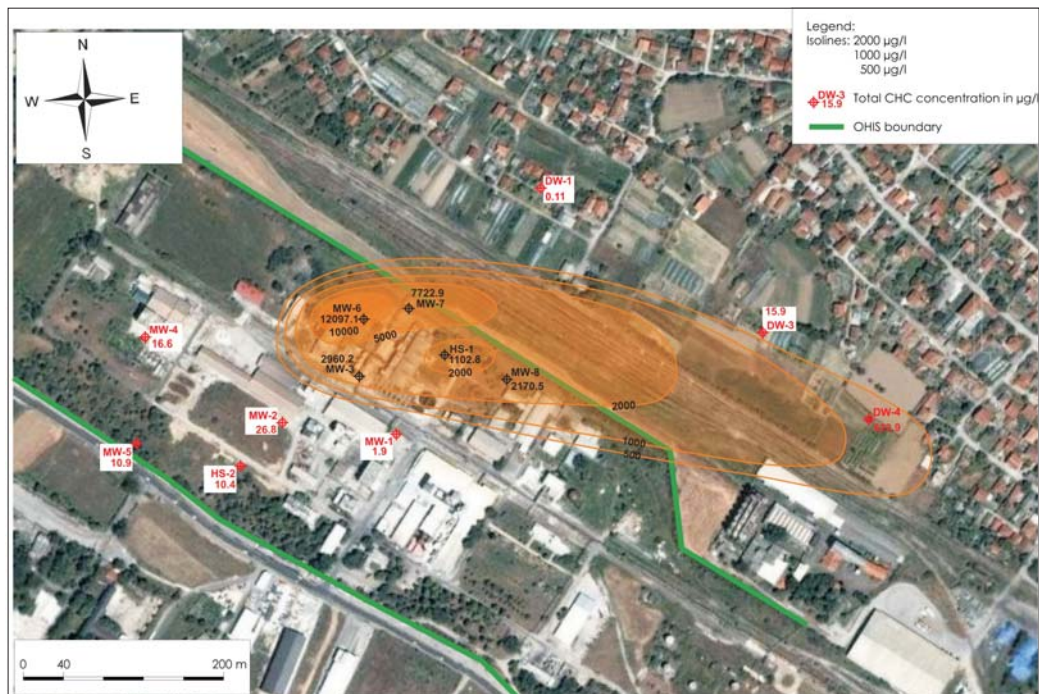 N
W E
S
Legend:
Isolines: 2000 µg/l
1000 µg/l
500 µg/l
DW-3
15.9
Total CHC concentration in µg/l
OHIS boundary
DW-1
0.11
7722.9
MW-7
MW-6
12097.1
10000
5000
MW-4
16.6
2960.2
MW-3
HS-1
1102.8
2000
MW-8
2170.5
15.9
DW-3
2000
DW-4
1000
500
MW-2
26.8
MW-1
1.9
MW-5
10.9
HS-2
10.4
0 40 200 m